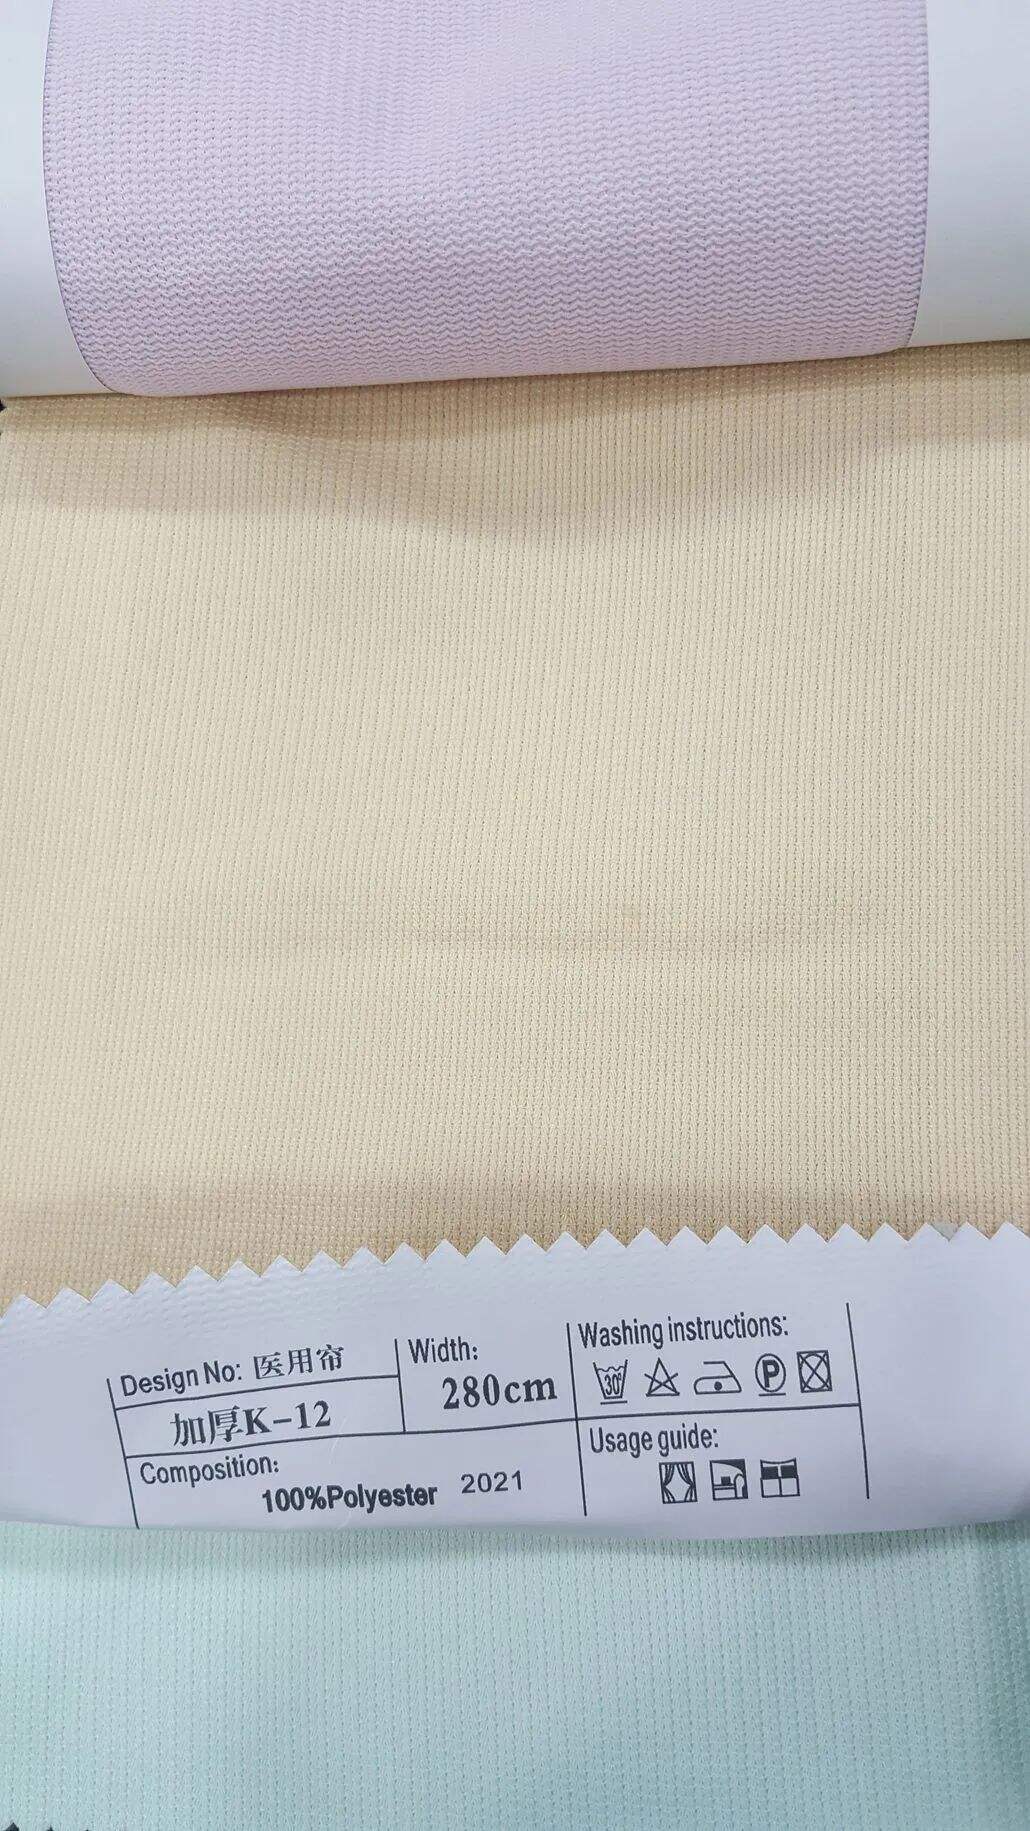 Design No: 医用帘
加厚K-12
Width:
280cm
Composition:
100%Polyester 2021
Washing instructions:
30°
P
Usage guide: